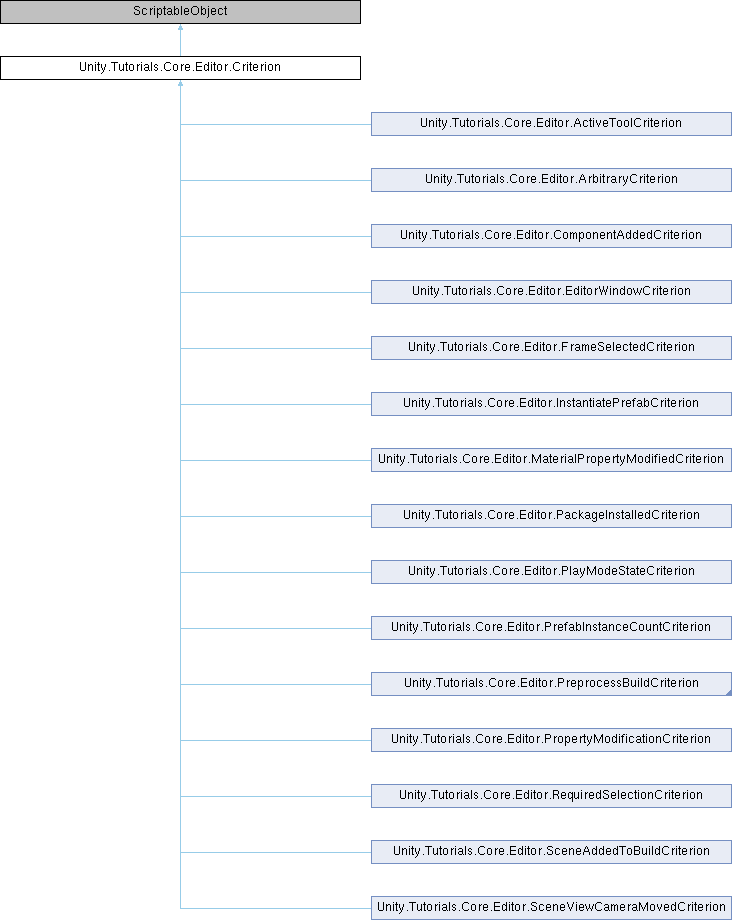 ScriptableObject
Unity.Tutorials.Core.Editor.Criterion
Unity.Tutorials.Core.Editor.ActiveToolCriterion
Unity.Tutorials.Core.Editor.ArbitraryCriterion
Unity.Tutorials.Core.Editor.ComponentAddedCriterion
Unity.Tutorials.Core.Editor.EditorWindowCriterion
Unity.Tutorials.Core.Editor.FrameSelectedCriterion
Unity.Tutorials.Core.Editor.InstantiatePrefabCriterion
Unity.Tutorials.Core.Editor.MaterialPropertyModifiedCriterion
Unity.Tutorials.Core.Editor.PackageInstalledCriterion
Unity.Tutorials.Core.Editor.PlayModeStateCriterion
Unity.Tutorials.Core.Editor.PrefabInstanceCountCriterion
Unity.Tutorials.Core.Editor.PreprocessBuildCriterion
Unity.Tutorials.Core.Editor.PropertyModificationCriterion
Unity.Tutorials.Core.Editor.RequiredSelectionCriterion
Unity.Tutorials.Core.Editor.SceneAddedToBuildCriterion
Unity.Tutorials.Core.Editor.SceneViewCameraMovedCriterion